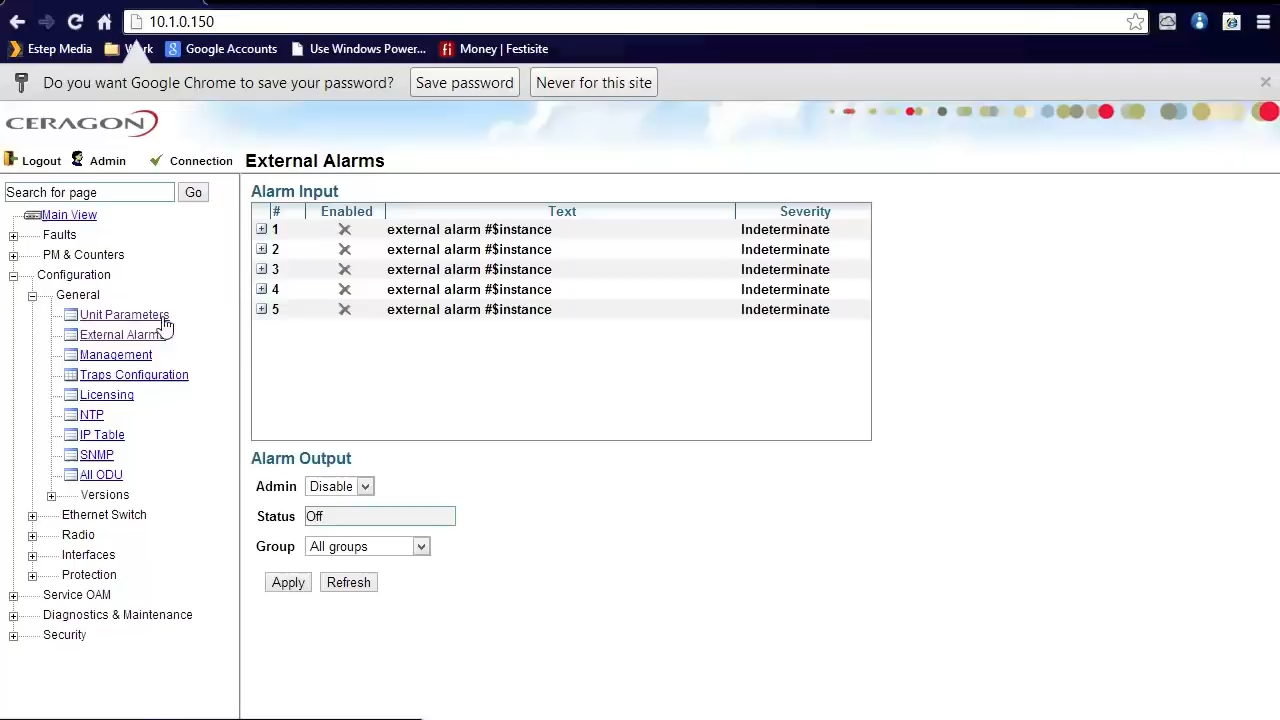 10.1.0.150
Estep Media Work Google Accounts Use Windows Power... Money | Festisite
Do you want Google Chrome to save your password? Save password Never for this site
CERAGON
Logout Admin Connection External Alarms
Search for page Go
Main View
Faults
PM & Counters
Configuration
General
Unit Parameters
External Alarms
Management
Traps Configuration
Licensing
NTP
IP Table
SNMP
All ODU
Versions
Ethernet Switch
Radio
Interfaces
Protection
Service OAM
Diagnostics & Maintenance
Security
Alarm Input
# Enabled Text Severity
1 external alarm #$instance Indeterminate
2 external alarm #$instance Indeterminate
3 external alarm #$instance Indeterminate
4 external alarm #$instance Indeterminate
5 external alarm #$instance Indeterminate
Alarm Output
Admin Disable
Status Off
Group All groups
Apply Refresh